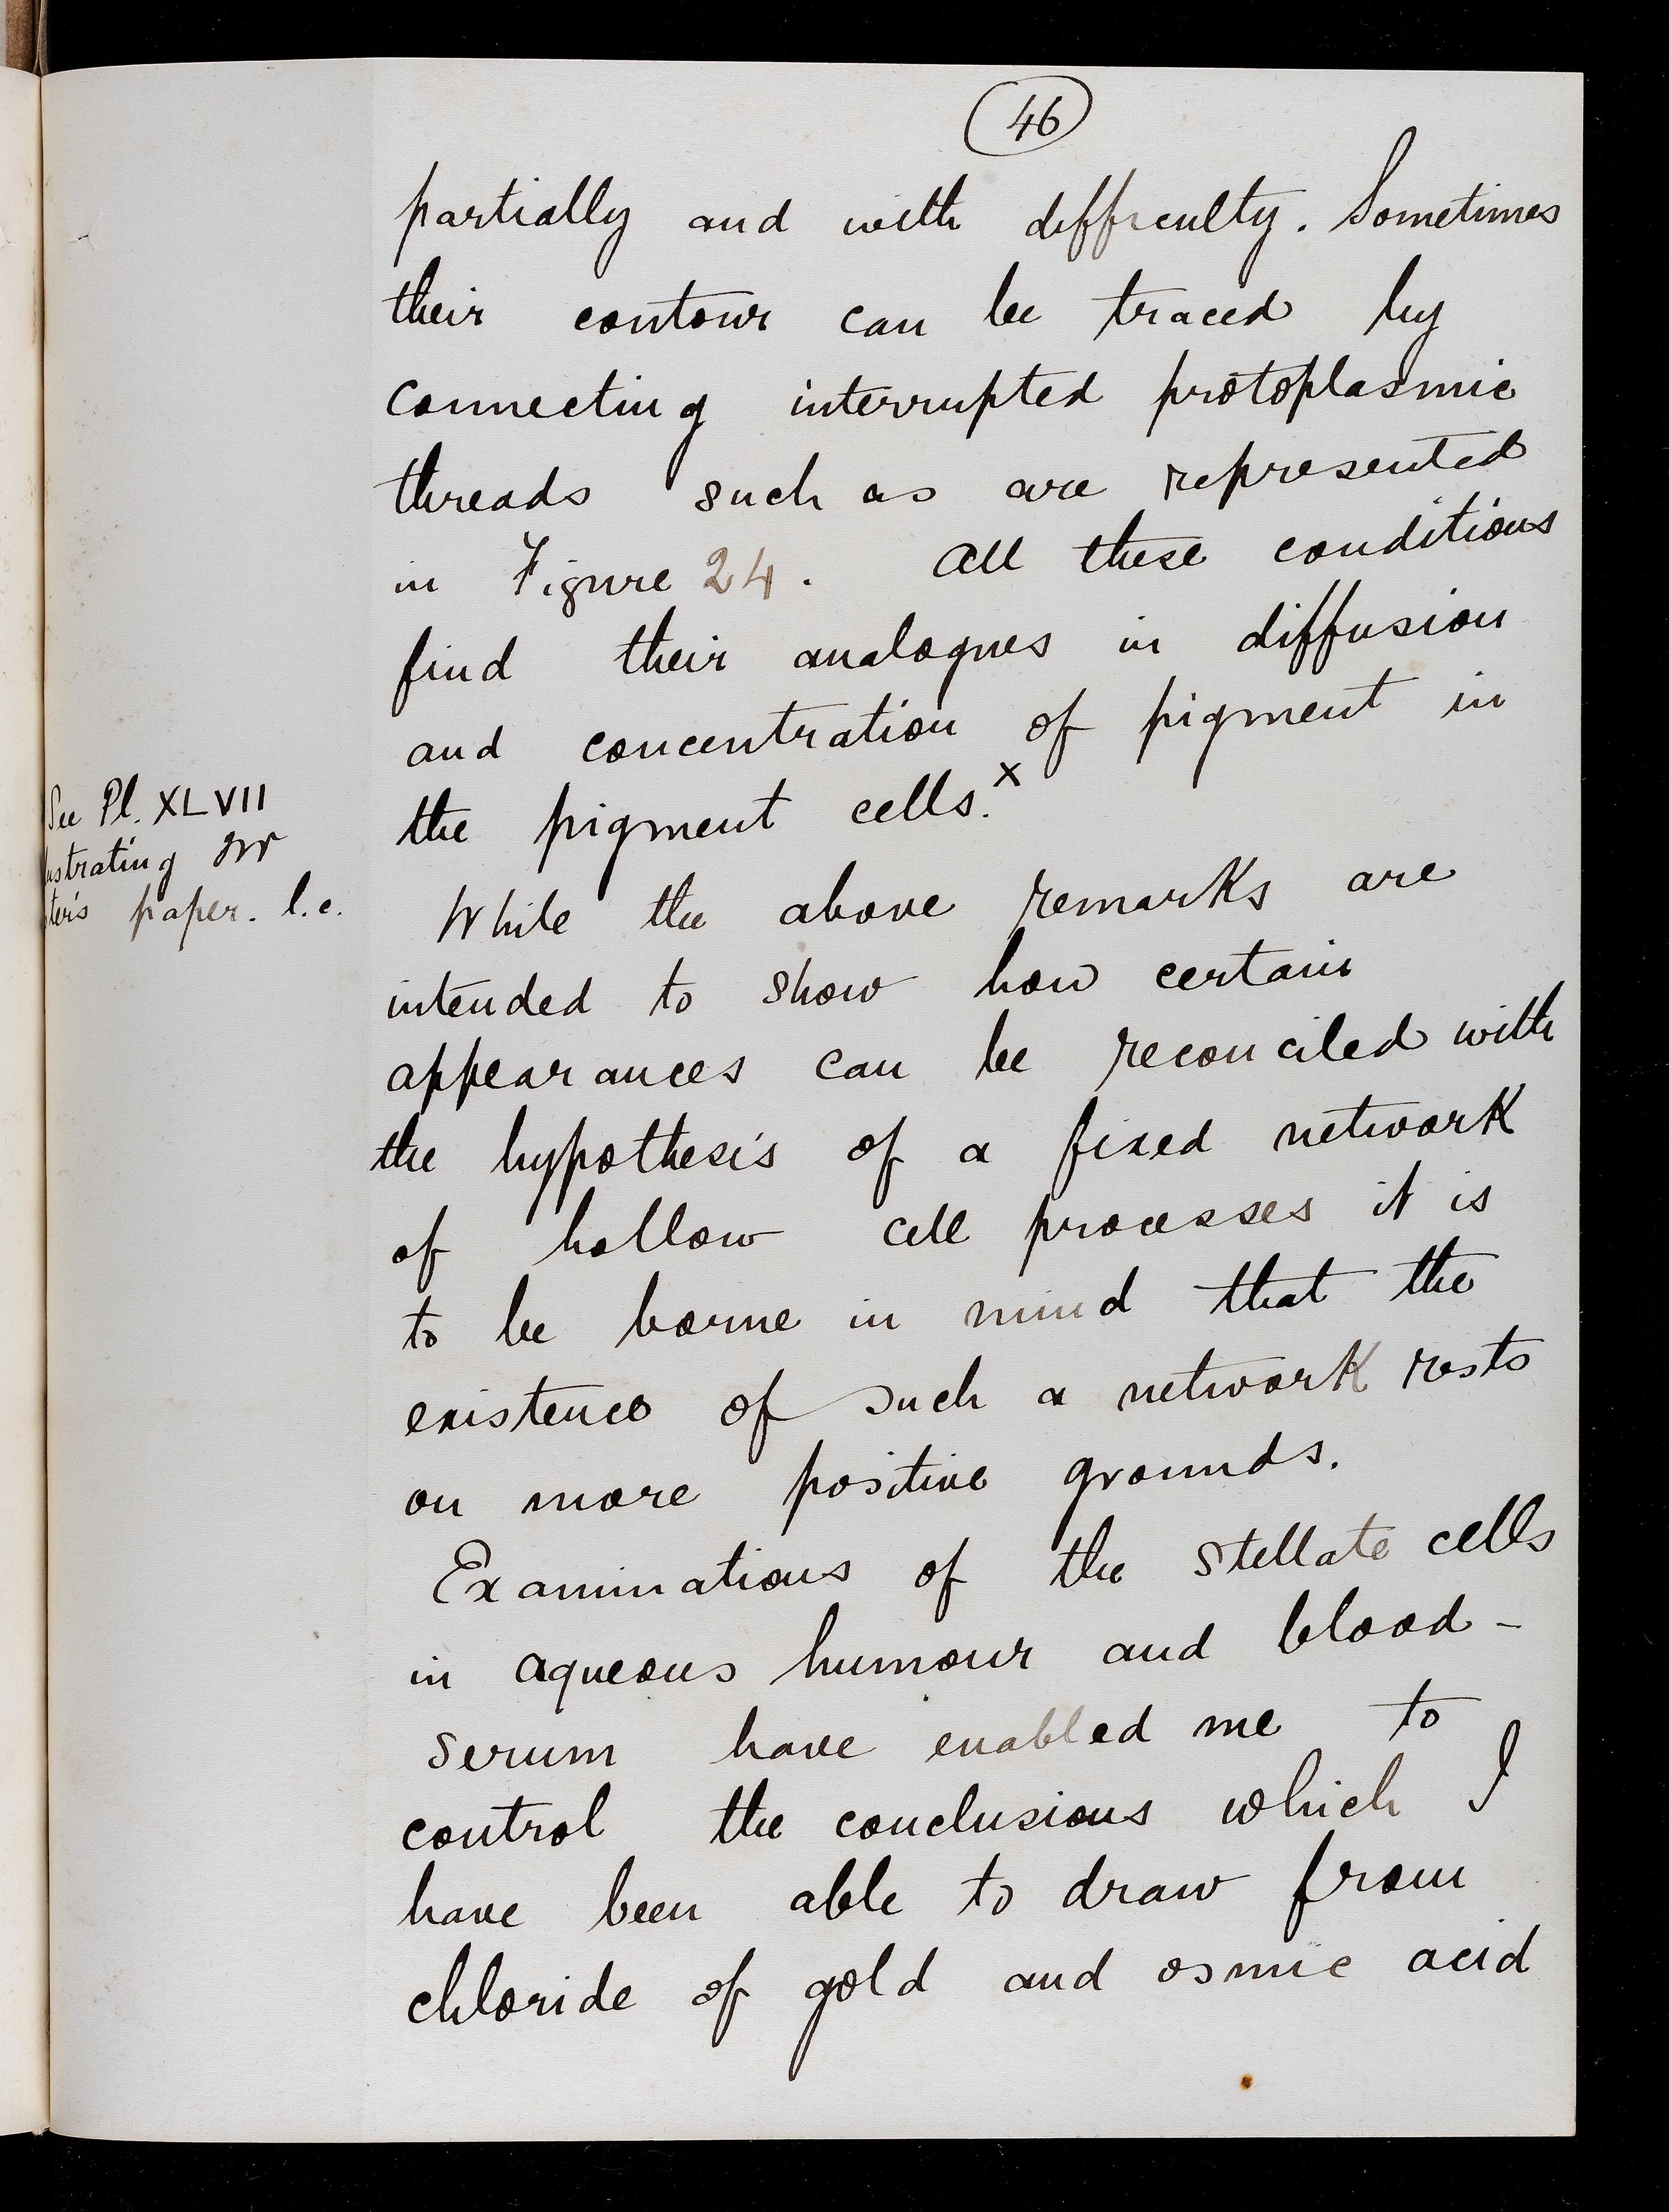 46
partially and with difficulty. Sometimes
their contour can be traced by
connecting interrupted protoplasmic
threads such as are represented
in Figure 24. All these conditions
find their analogues in diffusion
and concentration of pigment in
the pigment cells.x
See Pl. XLVII
ustrating Mr
ter's paper. l.c.
While the above remarks are
intended to show how certain
appearances can be reconciled with
the hypothesis of a fixed network
of hollow cell processes it is
to be borne in mind that the
existence of such a network rests
on more positive grounds.
Examinations of the stellate cells
in aqueous humour and blood-
serum have enabled me to
control the conclusions which I
have been able to draw from
chloride of gold and osmic acid